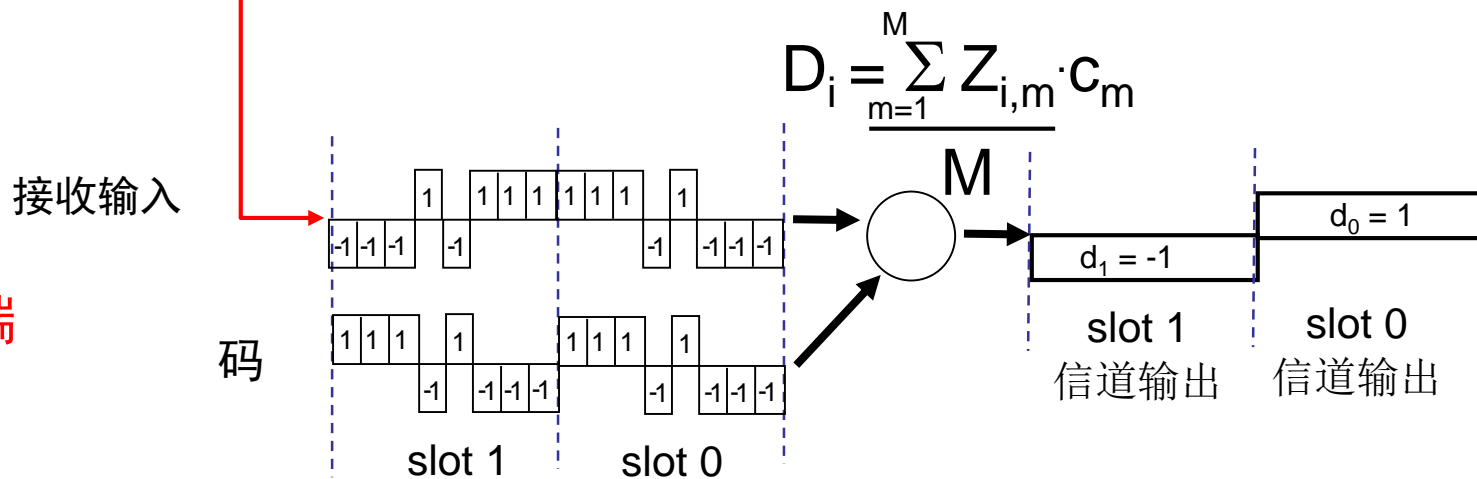 M
D_i = Σ Z_{i,m} · c_m
m=1
M
接收输入
-1 -1 -1 1 -1 1 1 1 1 1 1 -1 1 -1 -1 -1
d_0 = 1
d_1 = -1
端
码
1 1 1 -1 1 -1 -1 -1 1 1 1 -1 1 -1 -1 -1
slot 1
信道输出
slot 0
信道输出
slot 1
slot 0